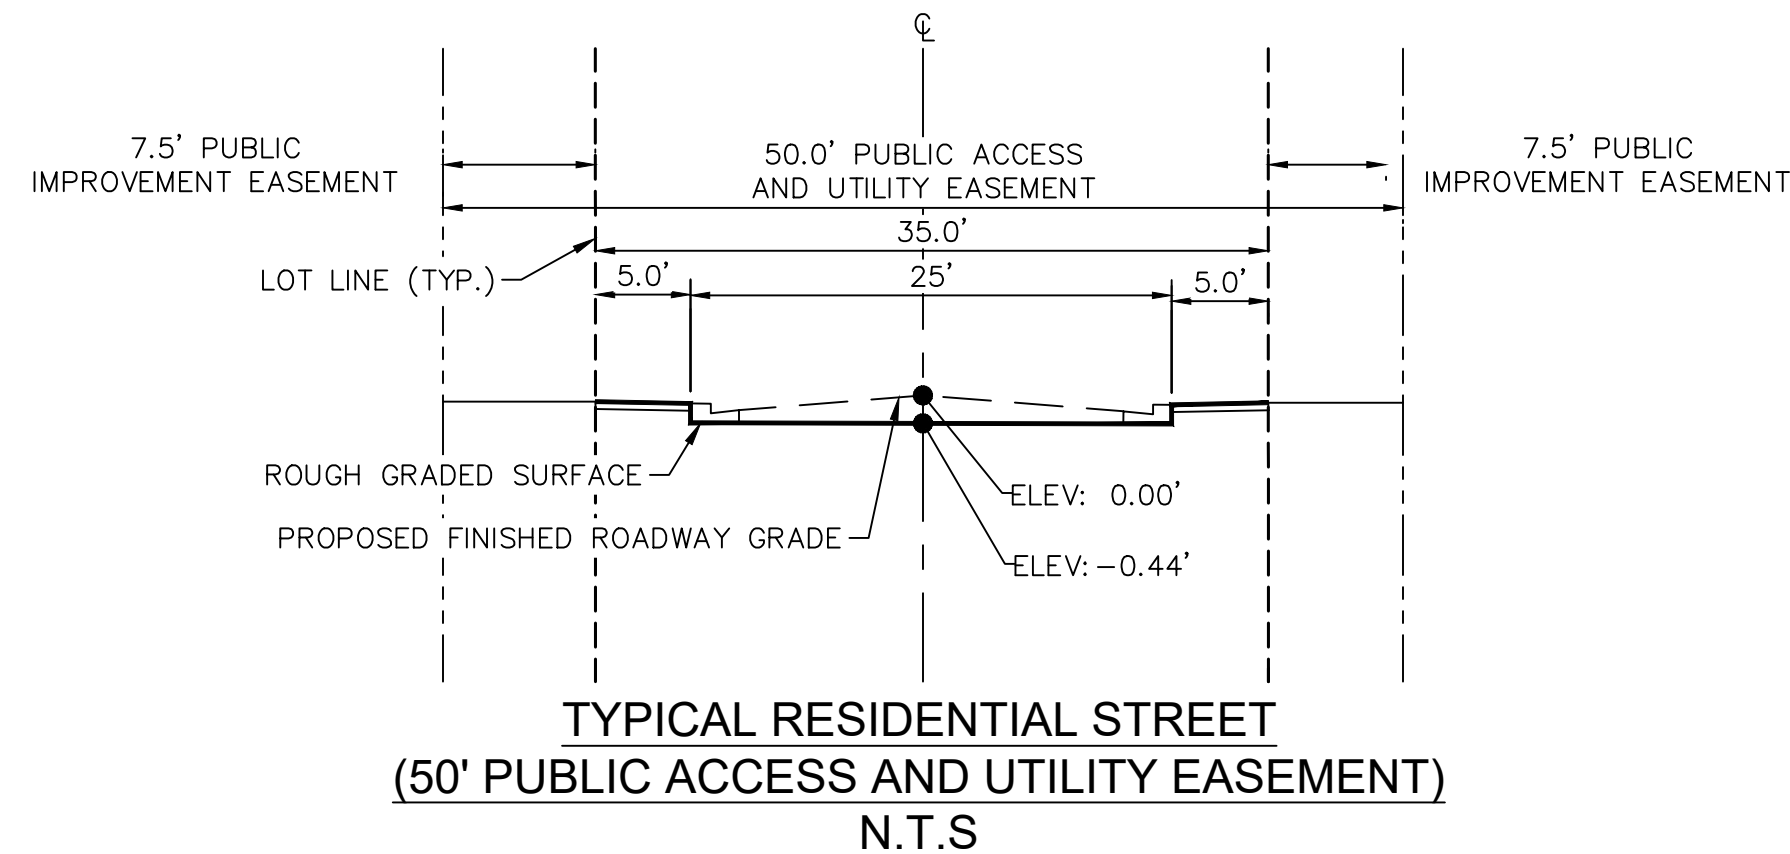 ℄
7.5' PUBLIC
IMPROVEMENT EASEMENT
50.0' PUBLIC ACCESS
AND UTILITY EASEMENT
7.5' PUBLIC
IMPROVEMENT EASEMENT
35.0'
LOT LINE (TYP.)
5.0'
25'
5.0'
ROUGH GRADED SURFACE
ELEV: 0.00'
PROPOSED FINISHED ROADWAY GRADE
ELEV: -0.44'
TYPICAL RESIDENTIAL STREET
(50' PUBLIC ACCESS AND UTILITY EASEMENT)
N.T.S